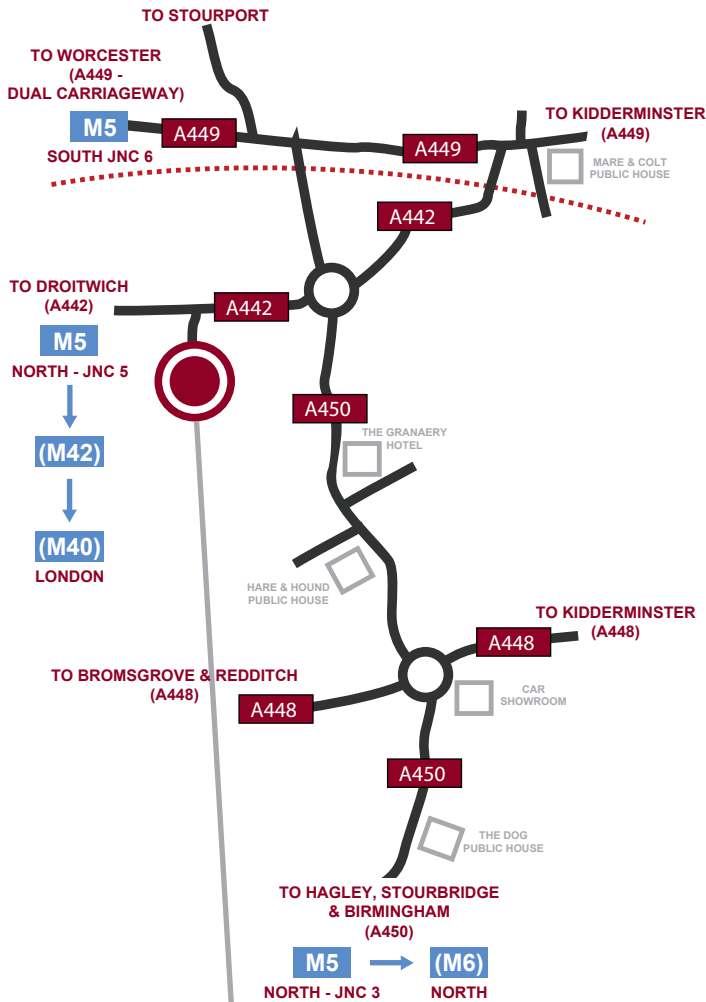 TO STOURPORT
TO WORCESTER
(A449 -
DUAL CARRIAGEWAY)
M5
SOUTH JNC 6
A449
A449
TO KIDDERMINSTER
(A449)
MARE & COLT
PUBLIC HOUSE
A442
TO DROITWICH
(A442)
A442
M5
NORTH - JNC 5
(M42)
(M40)
LONDON
A450
THE GRANAERY
HOTEL
HARE & HOUND
PUBLIC HOUSE
TO KIDDERMINSTER
(A448)
A448
TO BROMSGROVE & REDDITCH
(A448)
A448
CAR
SHOWROOM
A450
THE DOG
PUBLIC HOUSE
TO HAGLEY, STOURBRIDGE
& BIRMINGHAM
(A450)
M5
(M6)
NORTH - JNC 3
NORTH